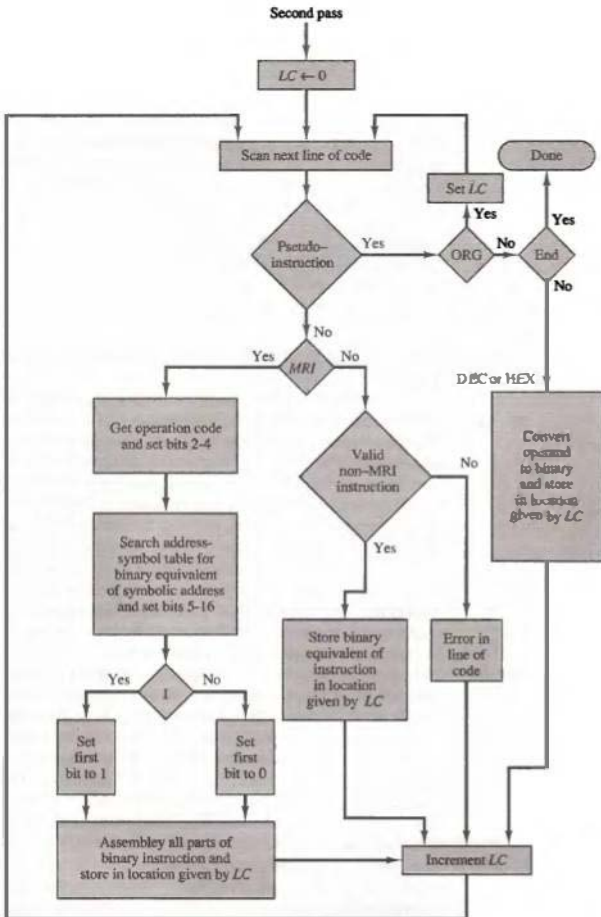 Second pass
LC ← 0
Scan next line of code
Done
Set LC
Yes
Yes
Pseudo–
instruction
Yes
ORG
No
End
No
No
Yes
MRI
No
DEC or HEX
Get operation code
and set bits 2-4
Valid
non–MRI
instruction
No
Convert
operand
to binary
and store
in location
given by LC
Search address-
symbol table for
binary equivalent
of symbolic address
and set bits 5-16
Yes
Store binary
equivalent of
instruction
in location
given by LC
Error in
line of
code
Yes
I
No
Set
first
bit to 1
Set
first
bit to 0
Assembley all parts of
binary instruction and
store in location given by LC
Increment LC